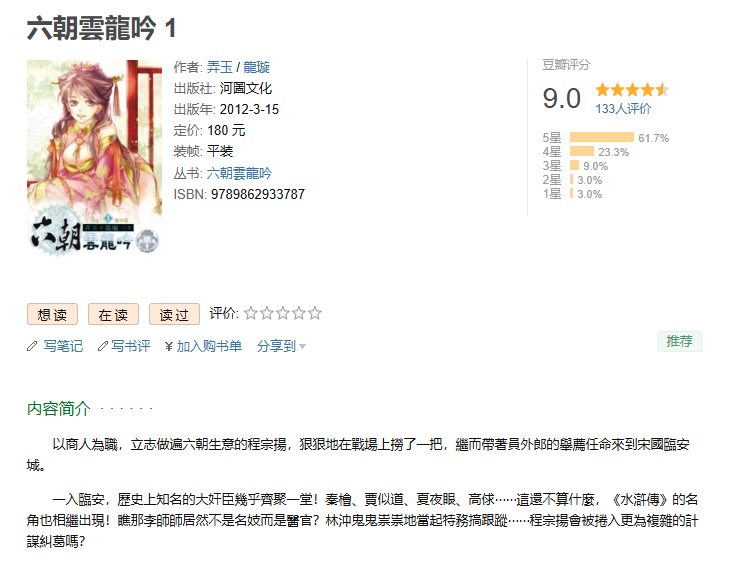 六朝雲龍吟 1
作者: 弄玉 / 龍璇
出版社: 河圖文化
出版年: 2012-3-15
定价: 180 元
装帧: 平装
丛书: 六朝雲龍吟
ISBN: 9789862933787
六朝
雲龍吟
豆瓣评分
9.0
133人评价
5星 61.7%
4星 23.3%
3星 9.0%
2星 3.0%
1星 3.0%
想读 在读 读过 评价:
写笔记 写书评 ¥ 加入购书单 分享到
推荐
内容简介 · · · · · ·
以商人為職，立志做遍六朝生意的程宗揚，狠狠地在戰場上撈了一把，繼而帶著員外郎的舉薦任命來到宋國臨安
城。
一入臨安，歷史上知名的大奸臣幾乎齊聚一堂！秦檜、賈似道、夏夜眼、高俅……這還不算什麼，《水滸傳》的名
角也相繼出現！瞧那李師師居然不是名妓而是醫官？林沖鬼鬼祟祟地當起特務搞跟蹤……程宗揚會被捲入更為複雜的計
謀糾葛嗎？